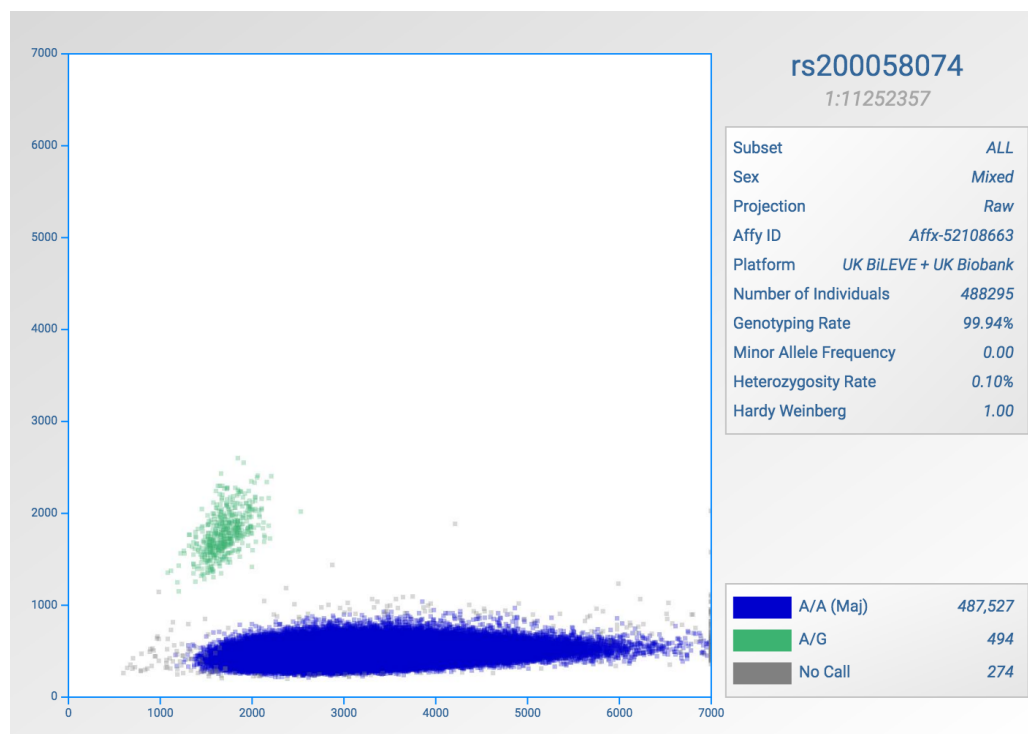 rs200058074
1:11252357
Subset ALL
Sex Mixed
Projection Raw
Affy ID Affx-52108663
Platform UK BiLEVE + UK Biobank
Number of Individuals 488295
Genotyping Rate 99.94%
Minor Allele Frequency 0.00
Heterozygosity Rate 0.10%
Hardy Weinberg 1.00
7000
6000
5000
4000
3000
2000
1000
0
0 1000 2000 3000 4000 5000 6000 7000
A/A (Maj) 487,527
A/G 494
No Call 274